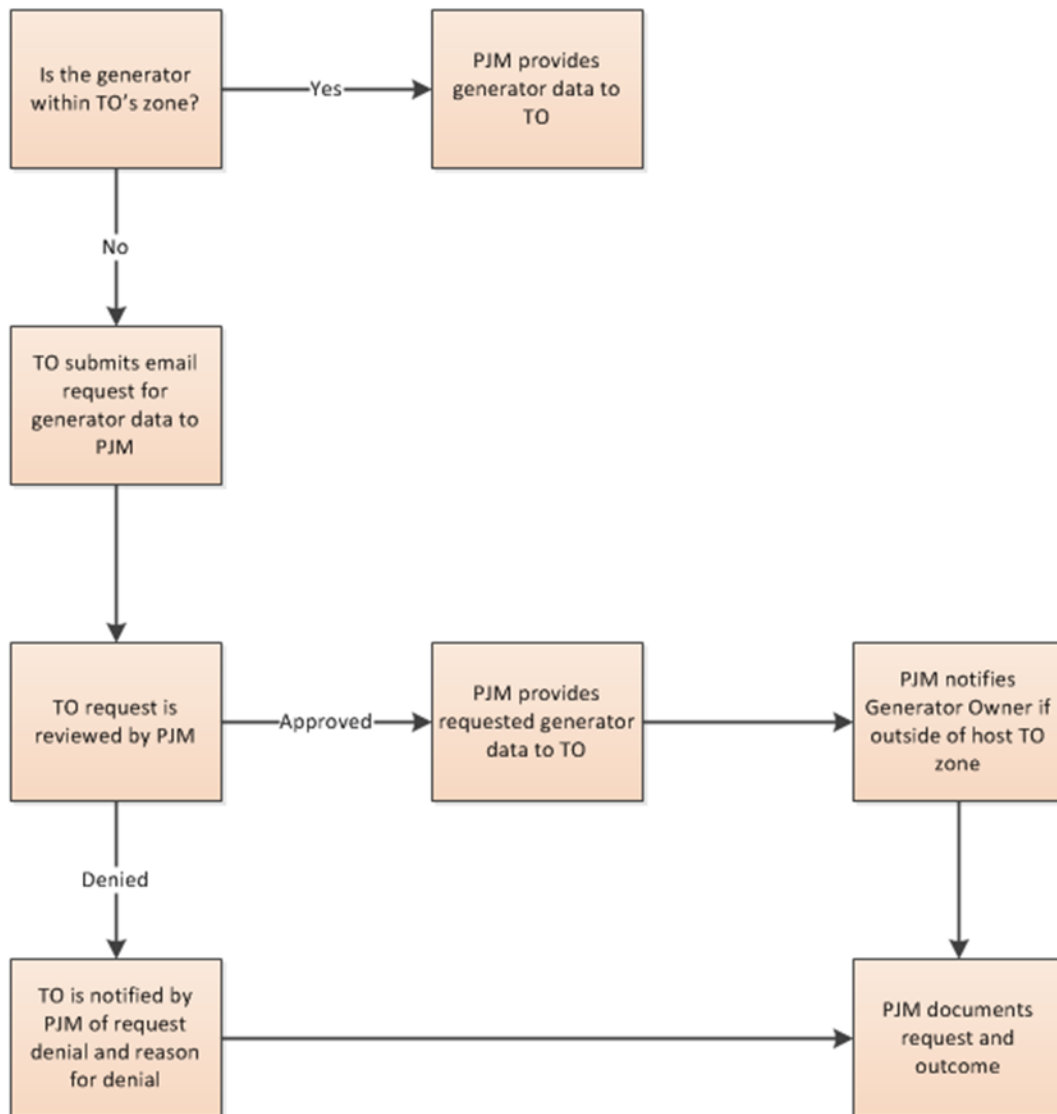 Is the generator
within TO's zone?
Yes
PJM provides
generator data to
TO
No
TO submits email
request for
generator data to
PJM
TO request is
reviewed by PJM
Approved
PJM provides
requested generator
data to TO
PJM notifies
Generator Owner if
outside of host TO
zone
Denied
TO is notified by
PJM of request
denial and reason
for denial
PJM documents
request and
outcome